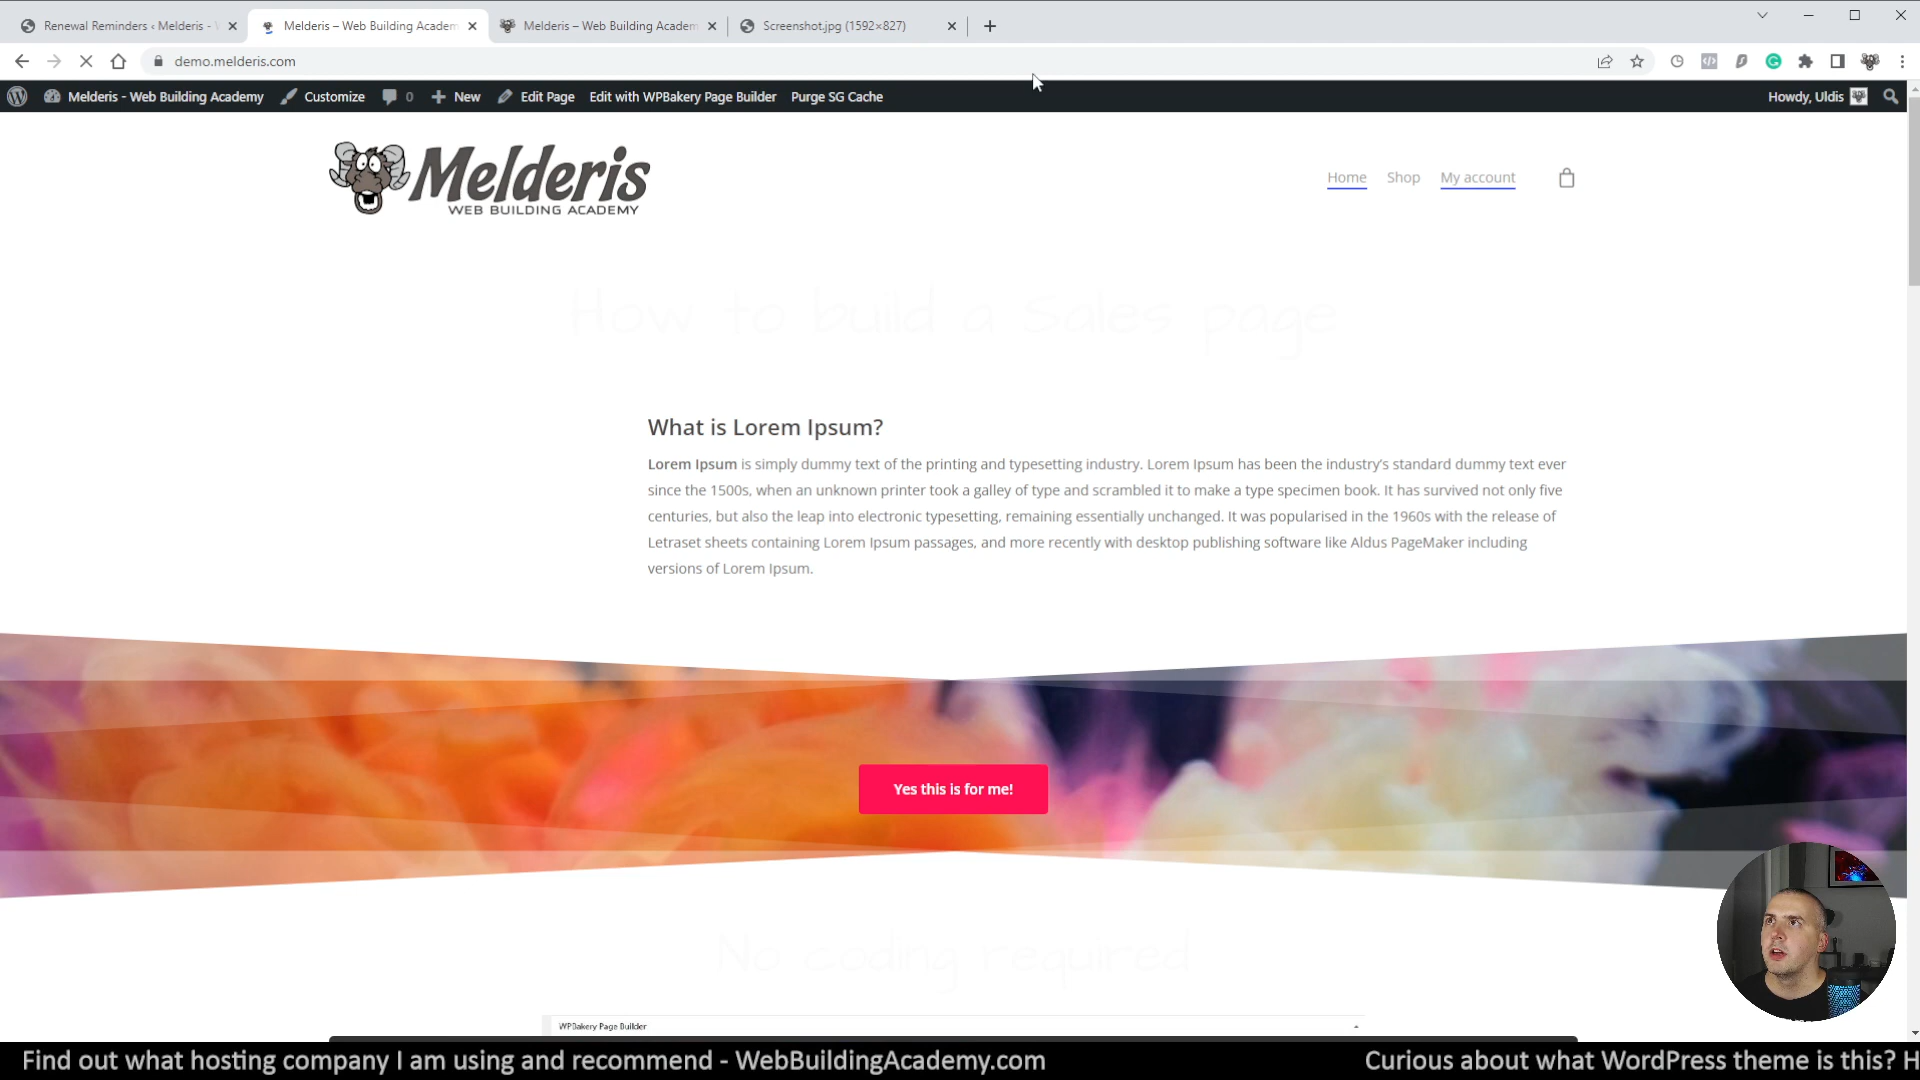 Renewal Reminders ‹ Melderis - W
Melderis – Web Building Academ
Melderis – Web Building Academ
Screenshot.jpg (1592×827)
demo.melderis.com
Melderis - Web Building Academy
Customize
0
New
Edit Page
Edit with WPBakery Page Builder
Purge SG Cache
Howdy, Uldis
Melderis
WEB BUILDING ACADEMY
Home
Shop
My account
How to build a Sales page
What is Lorem Ipsum?
Lorem Ipsum is simply dummy text of the printing and typesetting industry. Lorem Ipsum has been the industry’s standard dummy text ever
since the 1500s, when an unknown printer took a galley of type and scrambled it to make a type specimen book. It has survived not only five
centuries, but also the leap into electronic typesetting, remaining essentially unchanged. It was popularised in the 1960s with the release of
Letraset sheets containing Lorem Ipsum passages, and more recently with desktop publishing software like Aldus PageMaker including
versions of Lorem Ipsum.
Yes this is for me!
No coding required
WPBakery Page Builder
Find out what hosting company I am using and recommend - WebBuildingAcademy.com
Curious about what WordPress theme is this? H